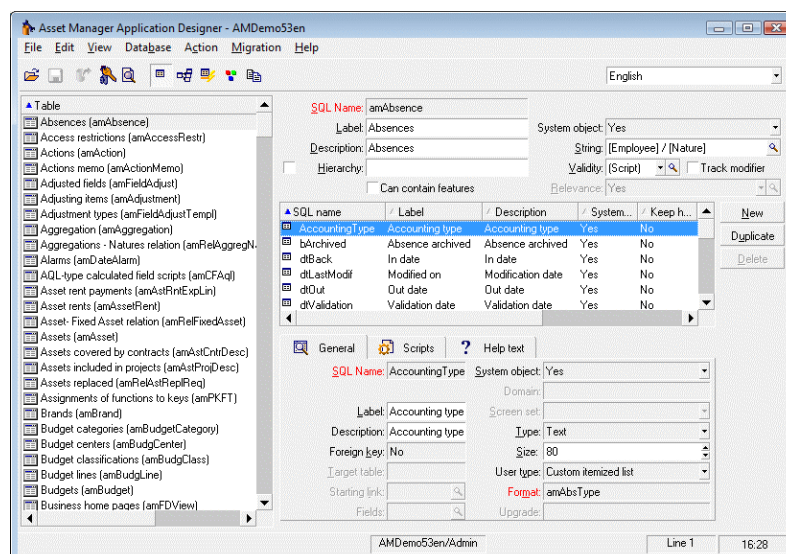 Asset Manager Application Designer - AMDemo53en
File Edit View Database Action Migration Help
English
Table
Absences (amAbsence)
Access restrictions (amAccessRestr)
Actions (amAction)
Actions memo (amActionMemo)
Adjusted fields (amFieldAdjust)
Adjusting items (amAdjustment)
Adjustment types (amFieldAdjustTempl)
Aggregation (amAggregation)
Aggregations - Natures relation (amRelAggregN
Alarms (amDateAlarm)
AQL-type calculated field scripts (amCFAql)
Asset rent payments (amAstRntExpLin)
Asset rents (amAssetRent)
Asset- Fixed Asset relation (amRelFixedAsset)
Assets (amAsset)
Assets covered by contracts (amAstCntrDesc)
Assets included in projects (amAstProjDesc)
Assets replaced (amRelAstReplReq)
Assignments of functions to keys (amPKFT)
Brands (amBrand)
Budget categories (amBudgetCategory)
Budget centers (amBudgCenter)
Budget classifications (amBudgClass)
Budget lines (amBudgLine)
Budgets (amBudget)
Business home pages (amFDView)
SQL Name: amAbsence
Label: Absences System object: Yes
Description: Absences String: [Employee] / [Nature]
Hierarchy: Validity: (Script) Track modifier
Can contain features Relevance: Yes
SQL name Label Description System... Keep h...
AccountingType Accounting type Accounting type Yes No
bArchived Absence archived Absence archived Yes No
dtBack In date In date Yes No
dtLastModif Modified on Modification date Yes No
dtOut Out date Out date Yes No
dtValidation Validation date Validation date Yes No
New
Duplicate
Delete
General Scripts ? Help text
SQL Name: AccountingType System object: Yes
Domain:
Label: Accounting type Screen set:
Description: Accounting type Type: Text
Foreign key: No Size: 80
Target table: User type: Custom itemized list
Starting link: Format: amAbsType
Fields: Upgrade:
AMDemo53en/Admin Line 1 16:28